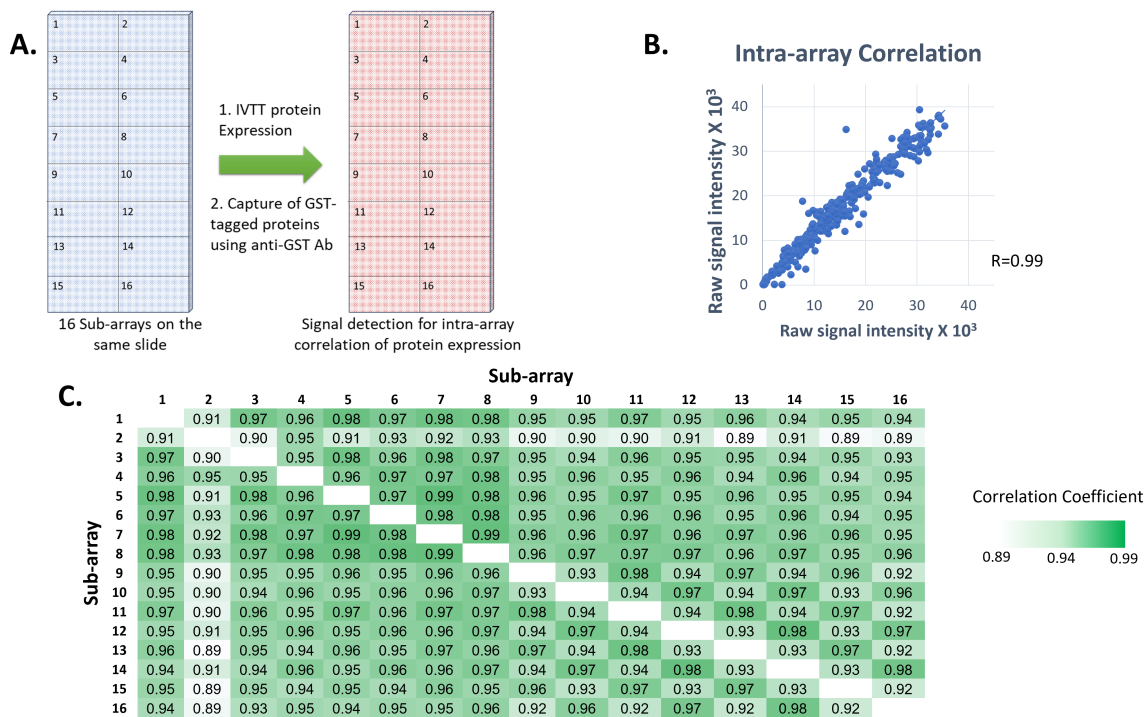 A.
1 2
3 4
5 6
7 8
9 10
11 12
13 14
15 16
16 Sub-arrays on the
same slide
1. IVTT protein
Expression
2. Capture of GST-
tagged proteins
using anti-GST Ab
1 2
3 4
5 6
7 8
9 10
11 12
13 14
15 16
Signal detection for intra-array
correlation of protein expression
B.
Intra-array Correlation
Raw signal intensity X 10³
40
30
20
10
0
0 10 20 30 40
Raw signal intensity X 10³
R=0.99
C.
Sub-array
1 2 3 4 5 6 7 8 9 10 11 12 13 14 15 16
Sub-array
1 0.91 0.97 0.96 0.98 0.97 0.98 0.98 0.95 0.95 0.97 0.95 0.96 0.94 0.95 0.94
2 0.91 0.90 0.95 0.91 0.93 0.92 0.93 0.90 0.90 0.90 0.91 0.89 0.91 0.89 0.89
3 0.97 0.90 0.95 0.98 0.96 0.98 0.97 0.95 0.94 0.96 0.95 0.95 0.94 0.95 0.93
4 0.96 0.95 0.95 0.96 0.97 0.97 0.98 0.95 0.96 0.95 0.96 0.94 0.96 0.94 0.95
5 0.98 0.91 0.98 0.96 0.97 0.99 0.98 0.96 0.95 0.97 0.95 0.96 0.95 0.95 0.94
6 0.97 0.93 0.96 0.97 0.97 0.98 0.98 0.95 0.96 0.96 0.96 0.95 0.96 0.94 0.95
7 0.98 0.92 0.98 0.97 0.99 0.98 0.99 0.96 0.96 0.97 0.96 0.97 0.96 0.96 0.95
8 0.98 0.93 0.97 0.98 0.98 0.98 0.99 0.96 0.97 0.97 0.97 0.96 0.97 0.95 0.96
9 0.95 0.90 0.95 0.95 0.96 0.95 0.96 0.96 0.93 0.98 0.94 0.97 0.94 0.96 0.92
10 0.95 0.90 0.94 0.96 0.95 0.96 0.96 0.97 0.93 0.94 0.97 0.94 0.97 0.93 0.96
11 0.97 0.90 0.96 0.95 0.97 0.96 0.97 0.97 0.98 0.94 0.94 0.98 0.94 0.97 0.92
12 0.95 0.91 0.95 0.96 0.95 0.96 0.96 0.97 0.94 0.97 0.94 0.93 0.98 0.93 0.97
13 0.96 0.89 0.95 0.94 0.96 0.95 0.97 0.96 0.97 0.94 0.98 0.93 0.93 0.97 0.92
14 0.94 0.91 0.94 0.96 0.95 0.96 0.96 0.97 0.94 0.97 0.94 0.98 0.93 0.93 0.98
15 0.95 0.89 0.95 0.94 0.95 0.94 0.96 0.95 0.96 0.93 0.97 0.93 0.97 0.93 0.92
16 0.94 0.89 0.93 0.95 0.94 0.95 0.95 0.96 0.92 0.96 0.92 0.97 0.92 0.98 0.92
Correlation Coefficient
0.89 0.94 0.99